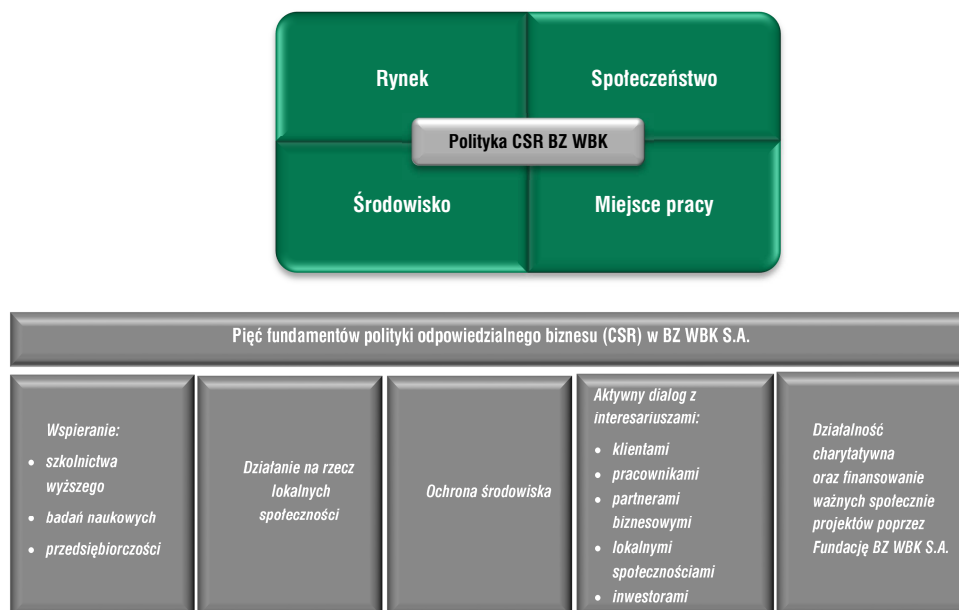 Rynek
Społeczeństwo
Polityka CSR BZ WBK
Środowisko
Miejsce pracy
Pięć fundamentów polityki odpowiedzialnego biznesu (CSR) w BZ WBK S.A.
Wspieranie:
• szkolnictwa
wyższego
• badań naukowych
• przedsiębiorczości
Działanie na rzecz
lokalnych
społeczności
Ochrona środowiska
Aktywny dialog z
interesariuszami:
• klientami
• pracownikami
• partnerami
biznesowymi
• lokalnymi
społecznościami
• inwestorami
Działalność
charytatywna
oraz finansowanie
ważnych społecznie
projektów poprzez
Fundację BZ WBK S.A.